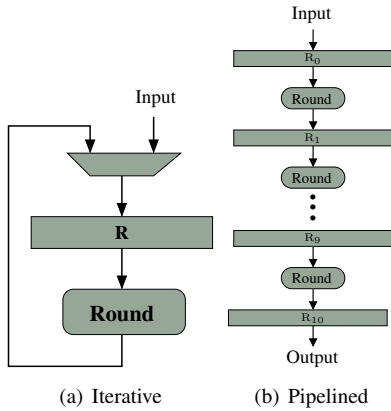 Input
R
Round
(a) Iterative
Input
R0
Round
R1
Round
R9
Round
R10
Output
(b) Pipelined